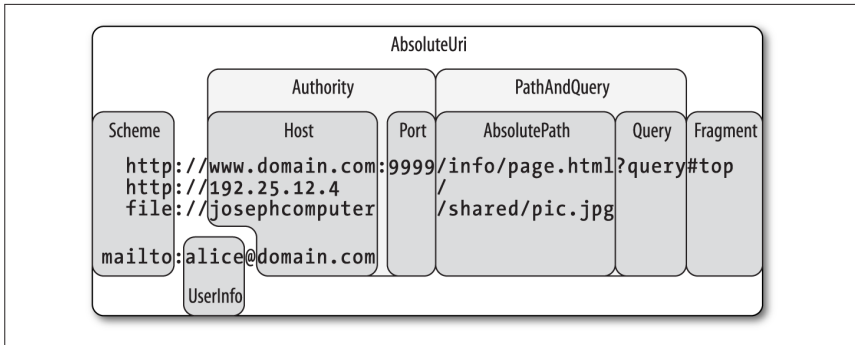 AbsoluteUri
Authority PathAndQuery
Scheme Host Port AbsolutePath Query Fragment
http://www.domain.com:9999/info/page.html?query#top
http://192.25.12.4 /
file://josephcomputer /shared/pic.jpg
mailto:alice@domain.com
UserInfo